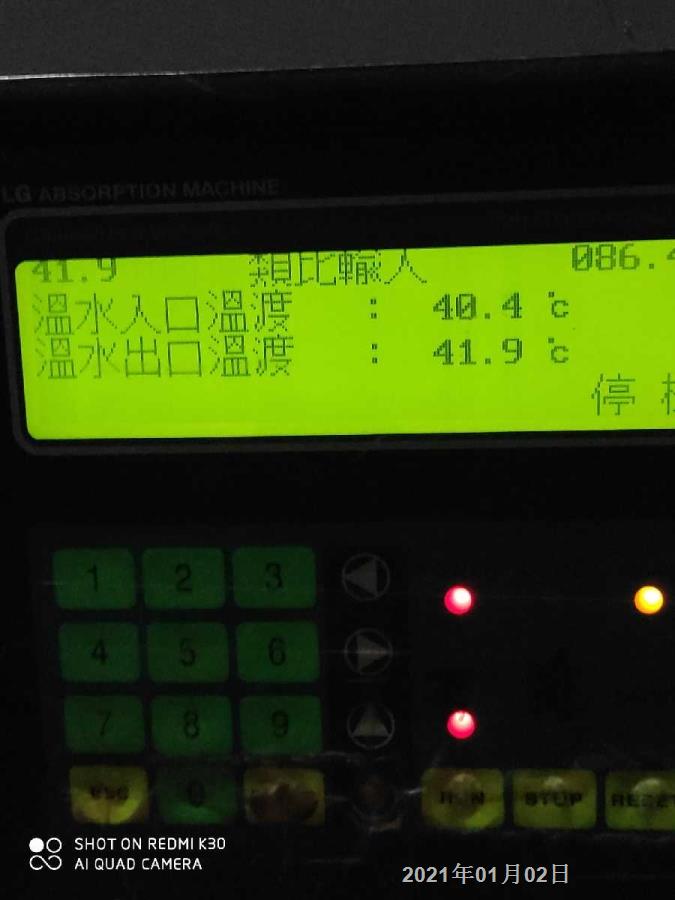 LG ABSORPTION MACHINE
41.9 類比輸入 086.4
溫水入口溫渡 : 40.4 ℃
溫水出口溫渡 : 41.9 ℃
停
1 2 3
4 5 6
7 8 9
ESC 0 RUN STOP RESET
SHOT ON REDMI K30
AI QUAD CAMERA
2021年01月02日